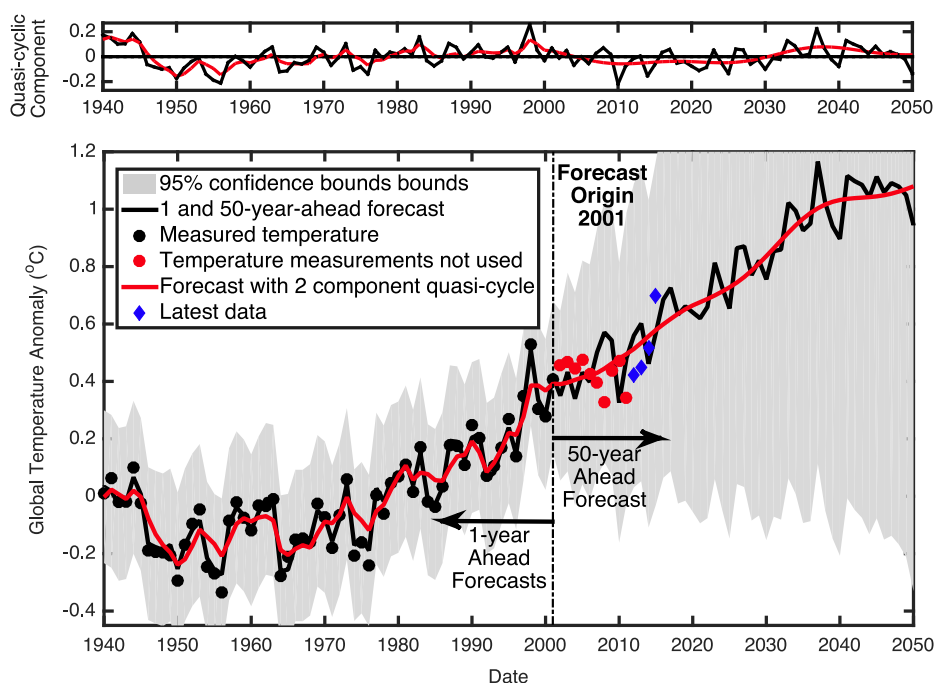 Quasi-cyclic
Component
0.2
0
-0.2
1940 1950 1960 1970 1980 1990 2000 2010 2020 2030 2040 2050
Global Temperature Anomaly (°C)
1.2
1
0.8
0.6
0.4
0.2
0
-0.2
-0.4
95% confidence bounds bounds
1 and 50-year-ahead forecast
Measured temperature
Temperature measurements not used
Forecast with 2 component quasi-cycle
Latest data
Forecast
Origin
2001
50-year
Ahead
Forecast
1-year
Ahead
Forecasts
1940 1950 1960 1970 1980 1990 2000 2010 2020 2030 2040 2050
Date